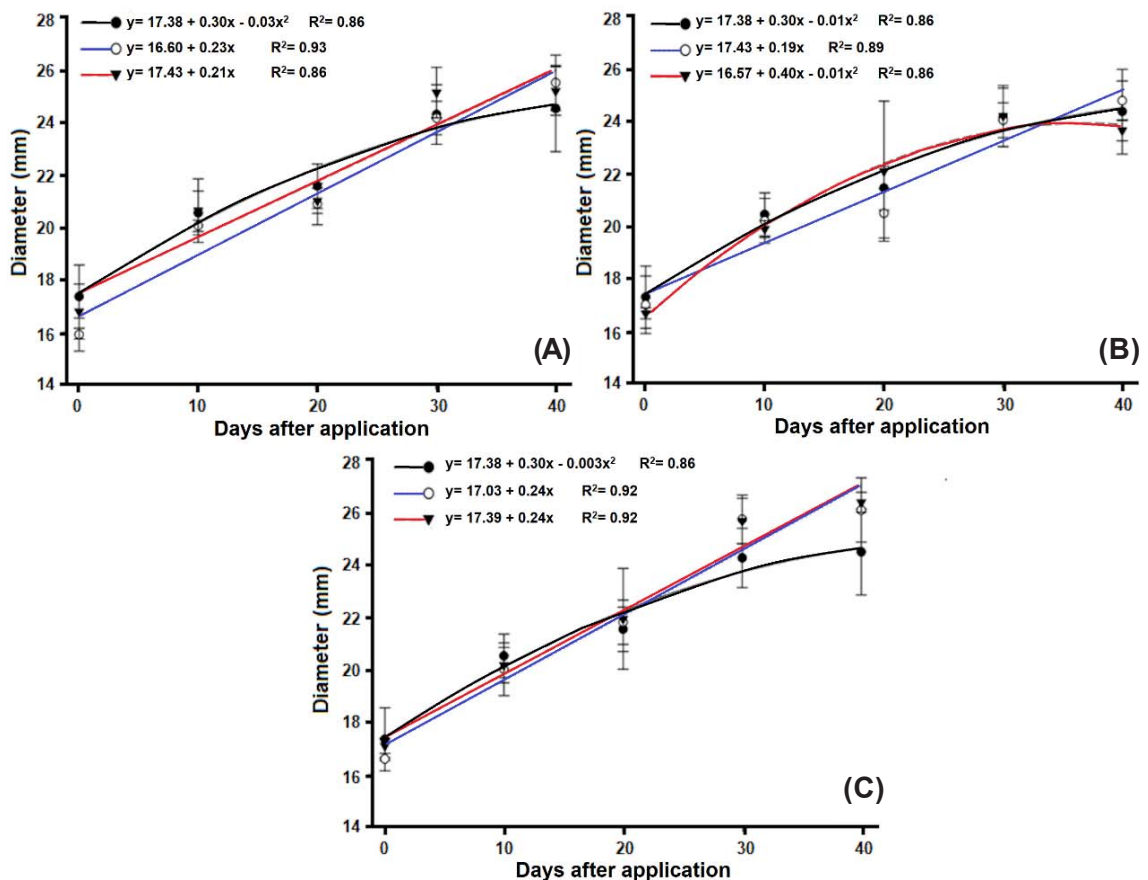 28
26
24
22
20
18
16
14
Diameter (mm)
y= 17.38 + 0.30x - 0.03x² R²= 0.86
y= 16.60 + 0.23x R²= 0.93
y= 17.43 + 0.21x R²= 0.86
(A)
0 10 20 30 40
Days after application
28
26
24
22
20
18
16
14
Diameter (mm)
y= 17.38 + 0.30x - 0.01x² R²= 0.86
y= 17.43 + 0.19x R²= 0.89
y= 16.57 + 0.40x - 0.01x² R²= 0.86
(B)
0 10 20 30 40
Days after application
28
26
24
22
20
18
16
14
Diameter (mm)
y= 17.38 + 0.30x - 0.003x² R²= 0.86
y= 17.03 + 0.24x R²= 0.92
y= 17.39 + 0.24x R²= 0.92
(C)
0 10 20 30 40
Days after application